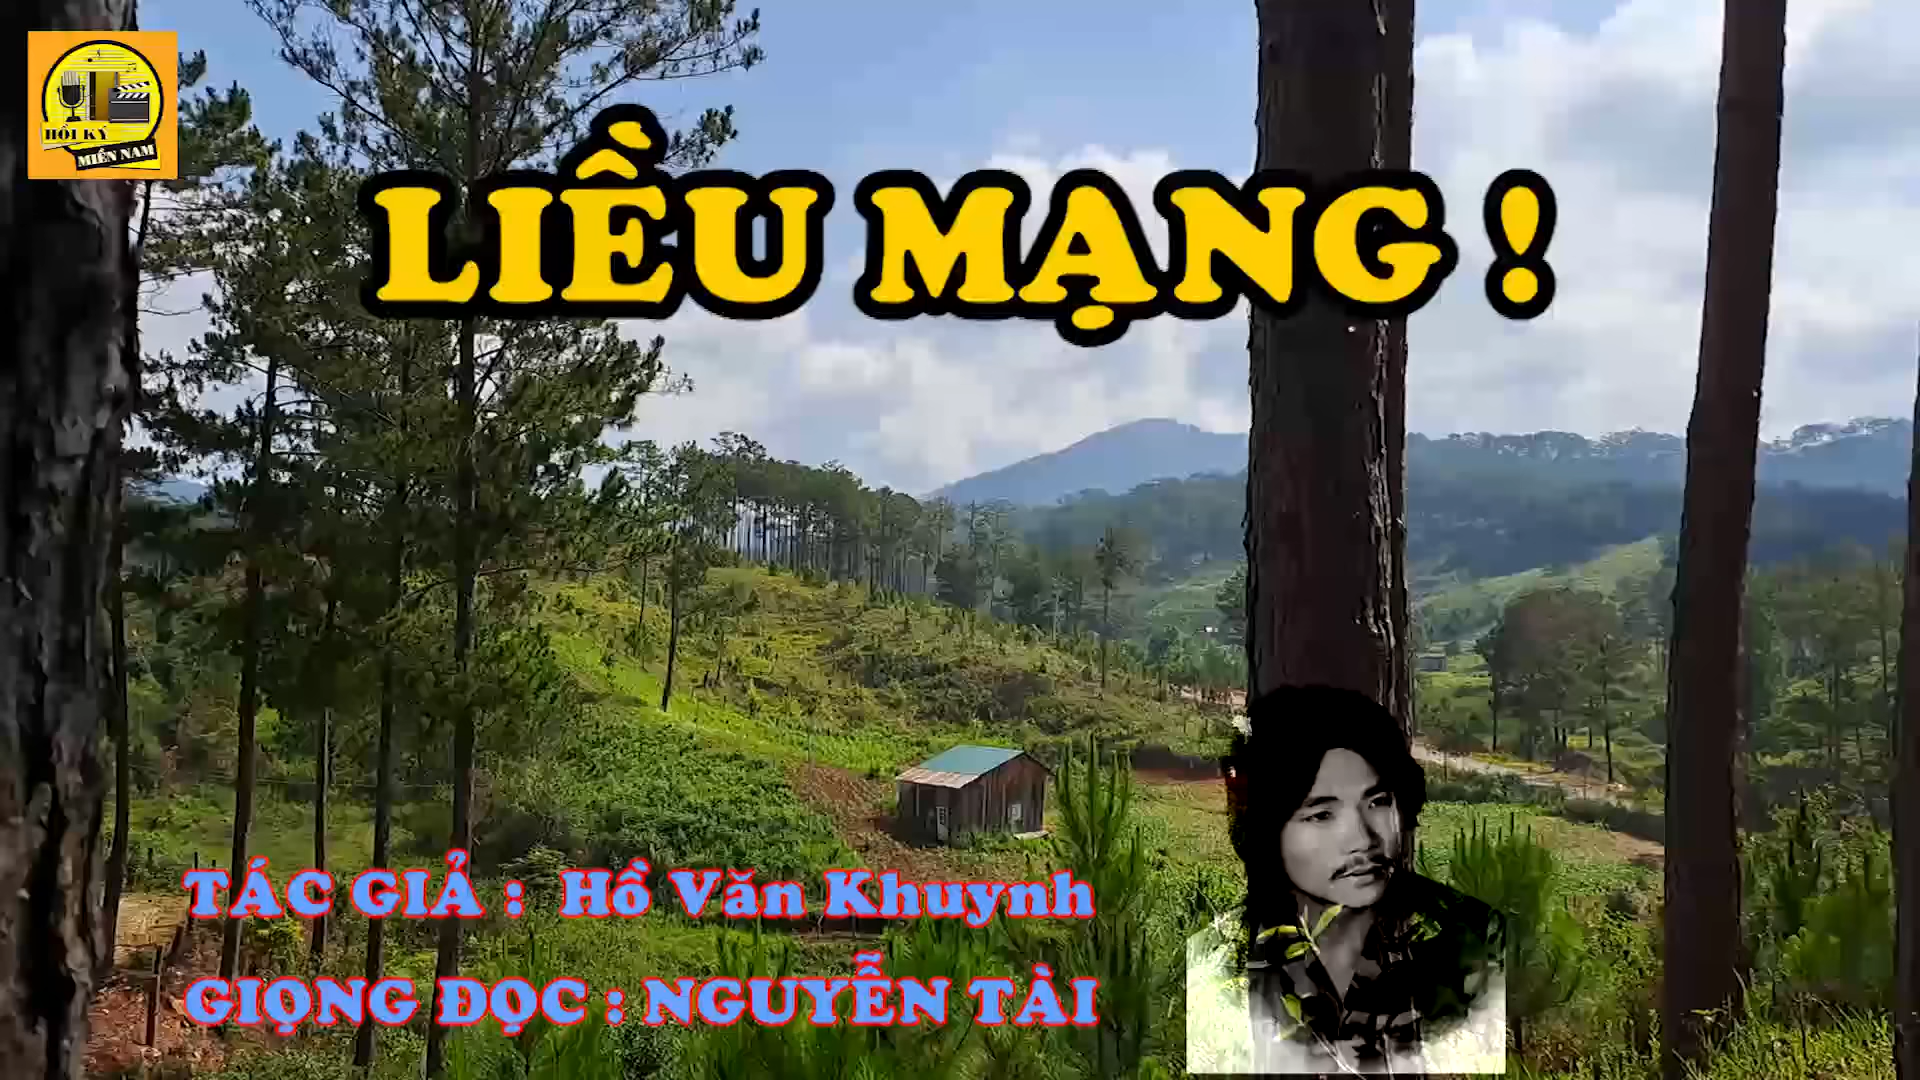 HỒI KÝ
MIỀN NAM
LIỀU MẠNG !
TÁC GIẢ : Hồ Văn Khuynh
GIỌNG ĐỌC : NGUYỄN TÀI